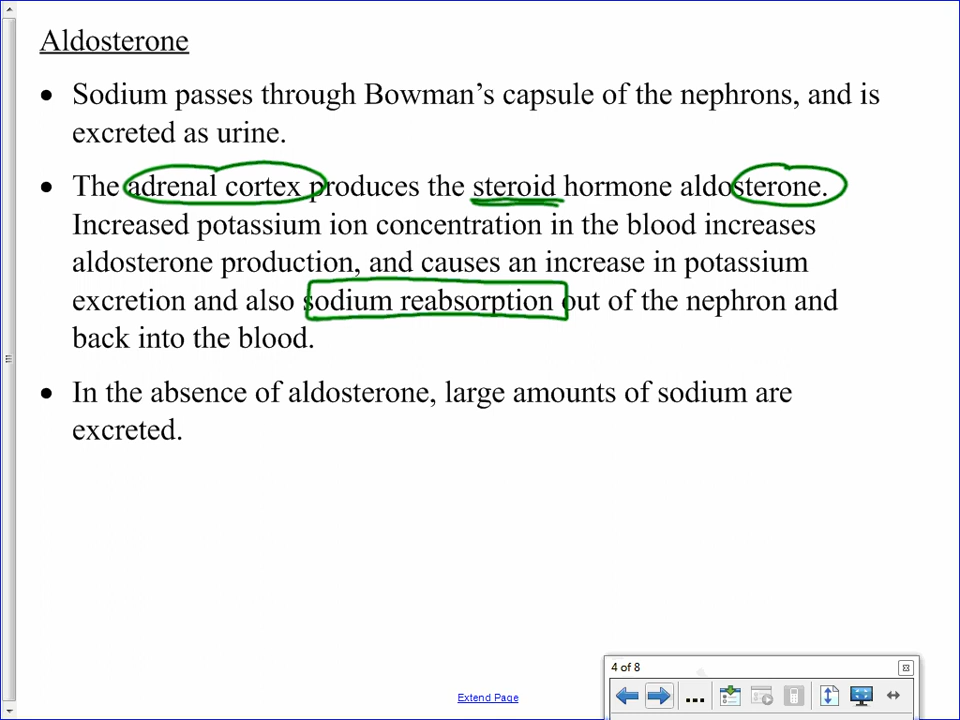 Aldosterone
• Sodium passes through Bowman’s capsule of the nephrons, and is
excreted as urine.
• The adrenal cortex produces the steroid hormone aldosterone.
Increased potassium ion concentration in the blood increases
aldosterone production, and causes an increase in potassium
excretion and also sodium reabsorption out of the nephron and
back into the blood.
• In the absence of aldosterone, large amounts of sodium are
excreted.
4 of 8
Extend Page